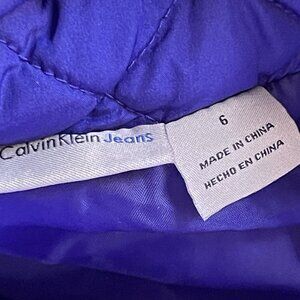 Calvin Klein Jeans
6
MADE IN CHINA
HECHO EN CHINA